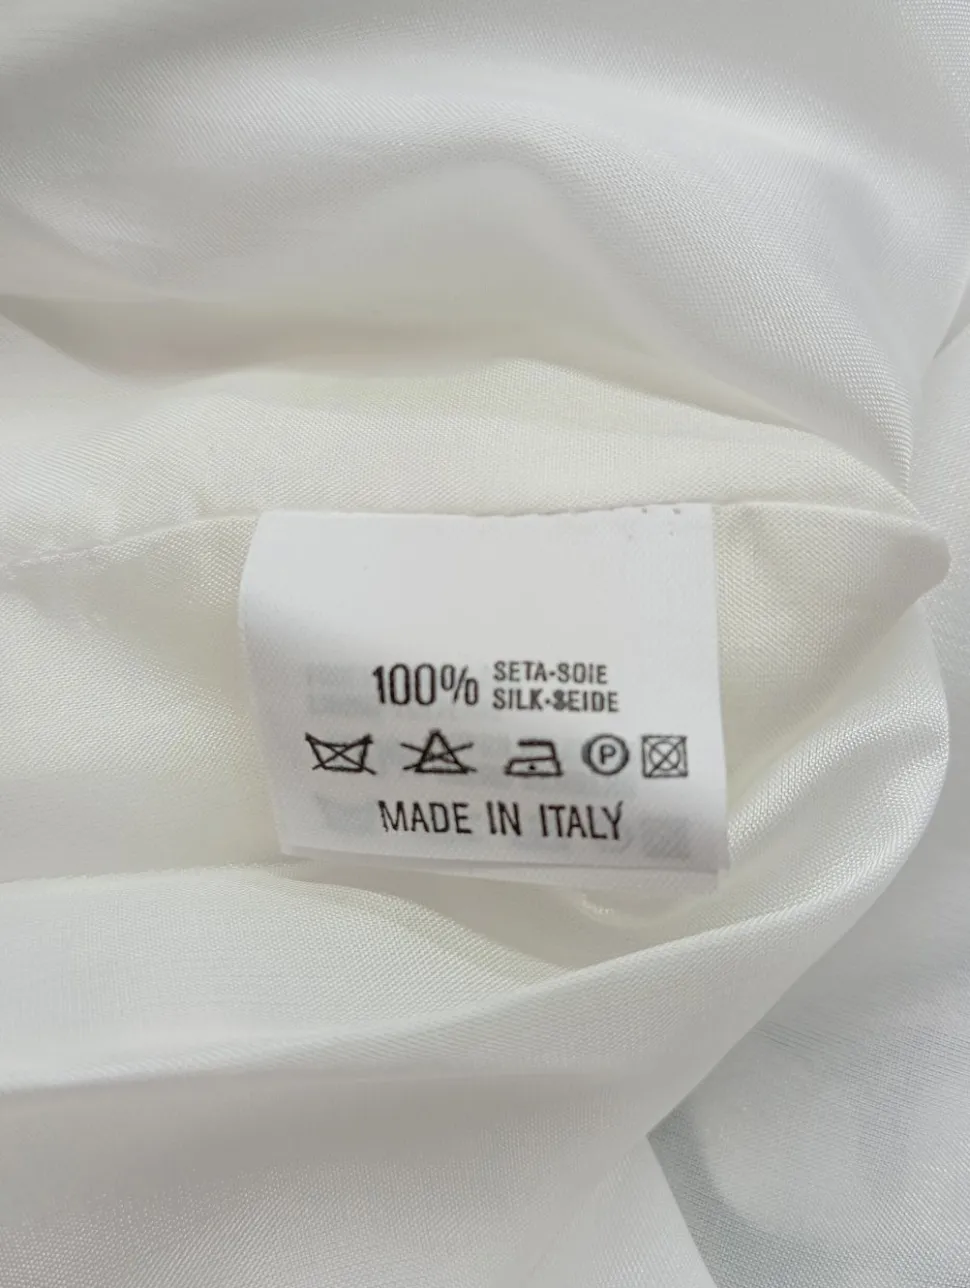 100% SETA-SOIE
SILK-SEIDE
P
MADE IN ITALY